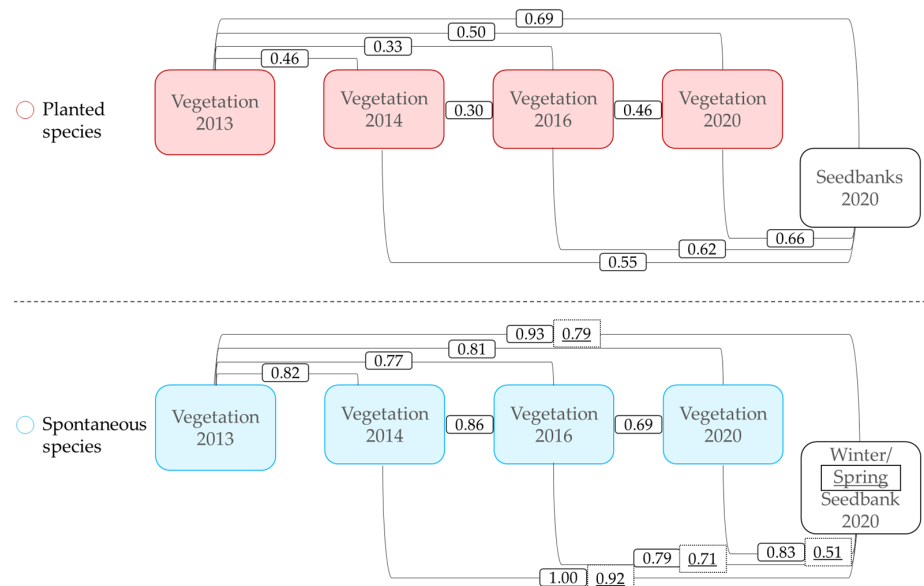 0.69
0.50
0.33
0.46
Planted
species
Vegetation
2013
Vegetation
2014
0.30
Vegetation
2016
0.46
Vegetation
2020
Seedbanks
2020
0.66
0.62
0.55
0.93 0.79
0.81
0.77
0.82
Spontaneous
species
Vegetation
2013
Vegetation
2014
0.86
Vegetation
2016
0.69
Vegetation
2020
Winter/
Spring
Seedbank
2020
0.83 0.51
0.79 0.71
1.00 0.92